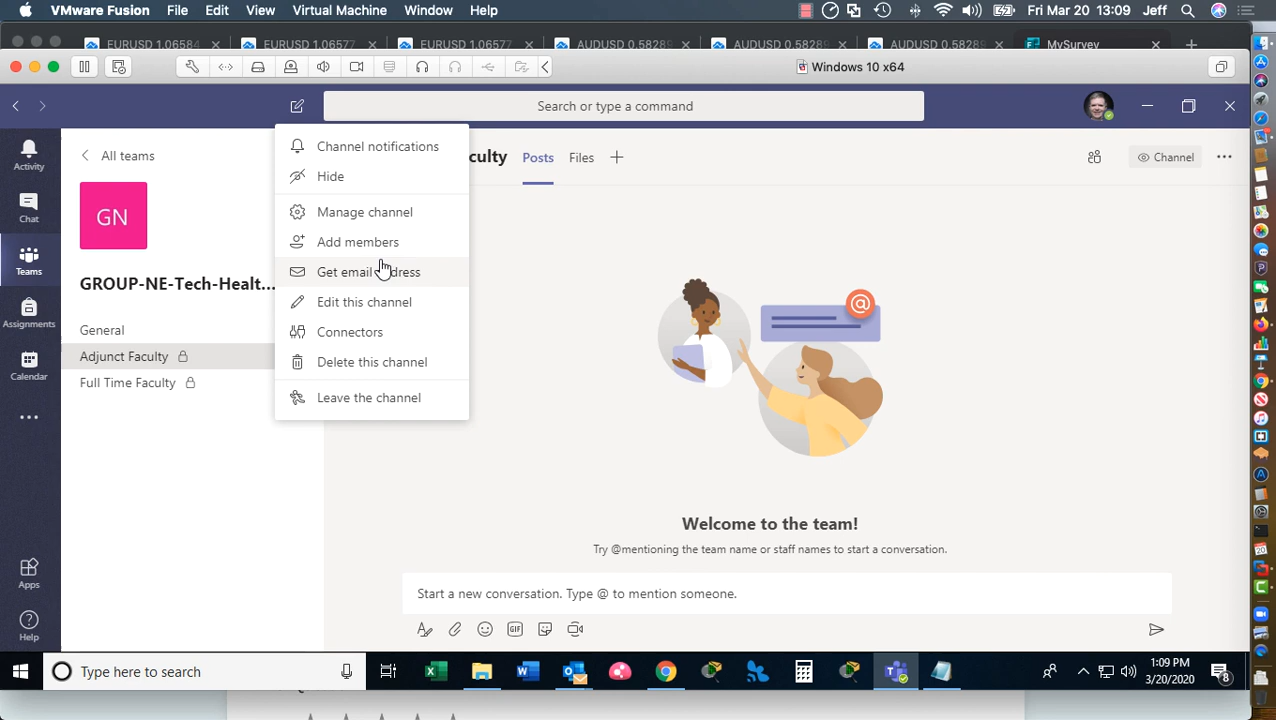 VMware Fusion File Edit View Virtual Machine Window Help Fri Mar 20 13:09 Jeff
EURUSD 1.06584 EURUSD 1.06577 EURUSD 1.06577 AUDUSD 0.58289 AUDUSD 0.58289 AUDUSD 0.58289 MySurvey
Windows 10 x64
Search or type a command
Activity
Chat
Teams
Assignments
Calendar
Apps
Help
All teams
GN
GROUP-NE-Tech-Healt...
General
Adjunct Faculty
Full Time Faculty
Channel notifications
Hide
Manage channel
Add members
Get email address
Edit this channel
Connectors
Delete this channel
Leave the channel
culty Posts Files Channel
Welcome to the team!
Try @mentioning the team name or staff names to start a conversation.
Start a new conversation. Type @ to mention someone.
GIF
Type here to search
1:09 PM
3/20/2020
8